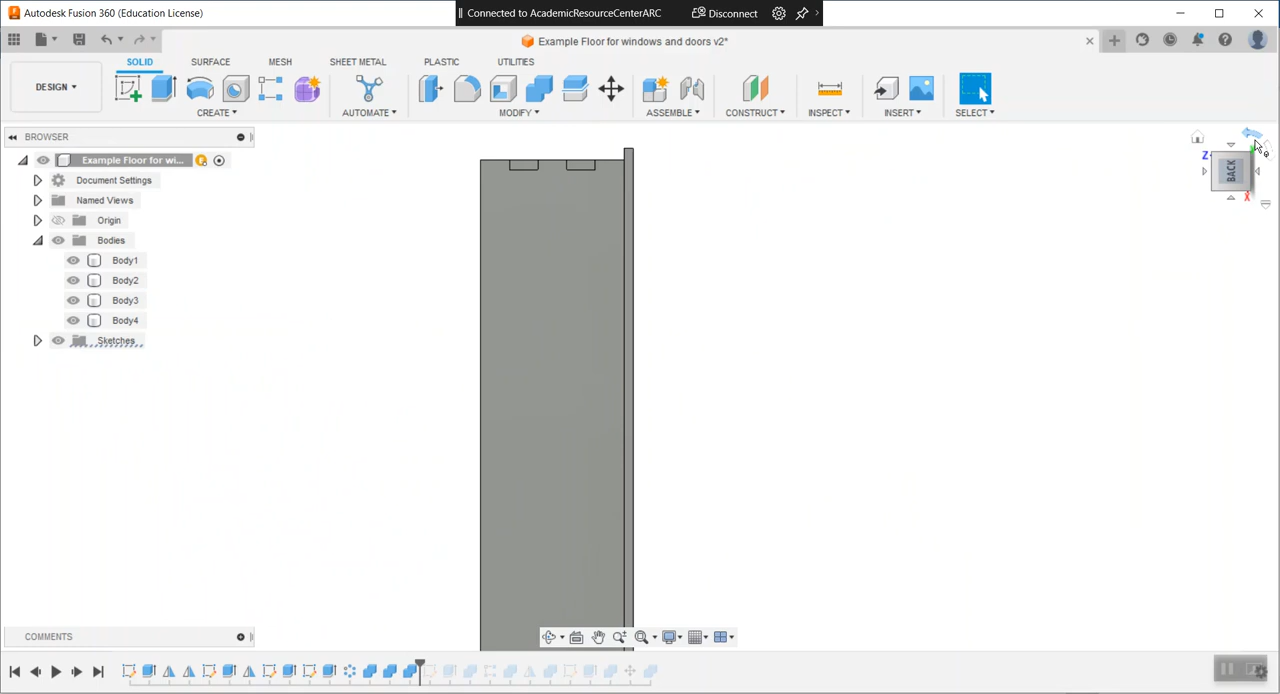 Autodesk Fusion 360 (Education License)
Connected to AcademicResourceCenterARC
Disconnect
Example Floor for windows and doors v2*
DESIGN
SOLID
SURFACE
MESH
SHEET METAL
PLASTIC
UTILITIES
CREATE
AUTOMATE
MODIFY
ASSEMBLE
CONSTRUCT
INSPECT
INSERT
SELECT
BROWSER
Example Floor for wi...
Document Settings
Named Views
Origin
Bodies
Body1
Body2
Body3
Body4
Sketches
Z
BACK
X
COMMENTS